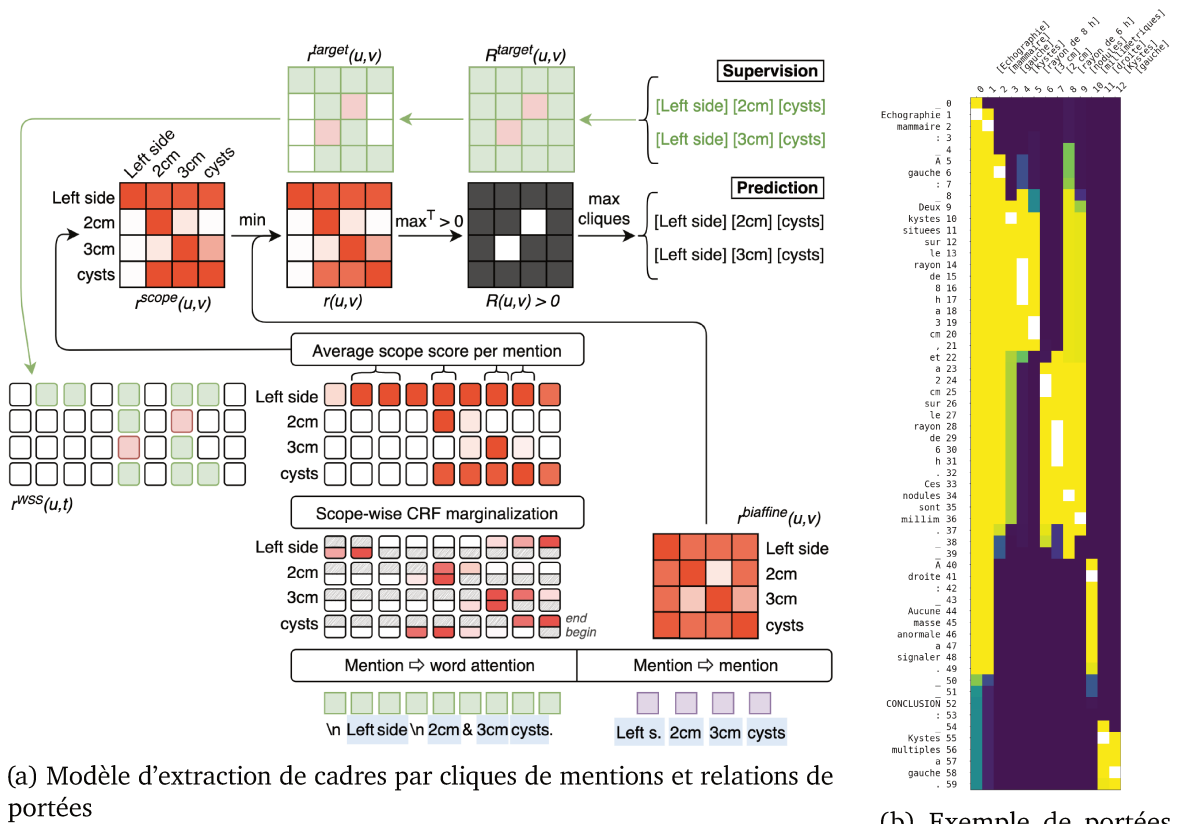 r^target(u,v)
R^target(u,v)
Supervision
[Left side] [2cm] [cysts]
[Left side] [3cm] [cysts]
Left side
2cm
3cm
cysts
Left side
2cm
3cm
cysts
r^scope(u,v)
min
r(u,v)
max^T > 0
R(u,v) > 0
max
cliques
Prediction
[Left side] [2cm] [cysts]
[Left side] [3cm] [cysts]
Average scope score per mention
Left side
2cm
3cm
cysts
r^WSS(u,t)
Scope-wise CRF marginalization
Left side
2cm
3cm
cysts
end
begin
r^biaffine(u,v)
Left side
2cm
3cm
cysts
Mention ⇨ word attention
Mention ⇨ mention
\n Left side \n 2cm & 3cm cysts.
Left s. 2cm 3cm cysts
(a) Modèle d'extraction de cadres par cliques de mentions et relations de
portées
[Echographie]
[mammaire]
[gauche]
[kystes]
[rayon de 8 h]
[3 cm]
[2 cm]
[rayon de 6 h]
[nodules]
[millimetriques]
[droite]
[Kystes]
[gauche]
0 1 2 3 4 5 6 7 8 9 10 11 12
_ 0
Echographie 1
mammaire 2
: 3
_ 4
A 5
gauche 6
: 7
_ 8
Deux 9
kystes 10
situees 11
sur 12
le 13
rayon 14
de 15
8 16
h 17
a 18
3 19
cm 20
, 21
et 22
a 23
2 24
cm 25
sur 26
le 27
rayon 28
de 29
6 30
h 31
. 32
Ces 33
nodules 34
sont 35
millim 36
. 37
_ 38
_ 39
A 40
droite 41
: 42
_ 43
Aucune 44
masse 45
anormale 46
a 47
signaler 48
. 49
_ 50
_ 51
CONCLUSION 52
: 53
_ 54
Kystes 55
multiples 56
a 57
gauche 58
. 59
(b) Exemple de portées